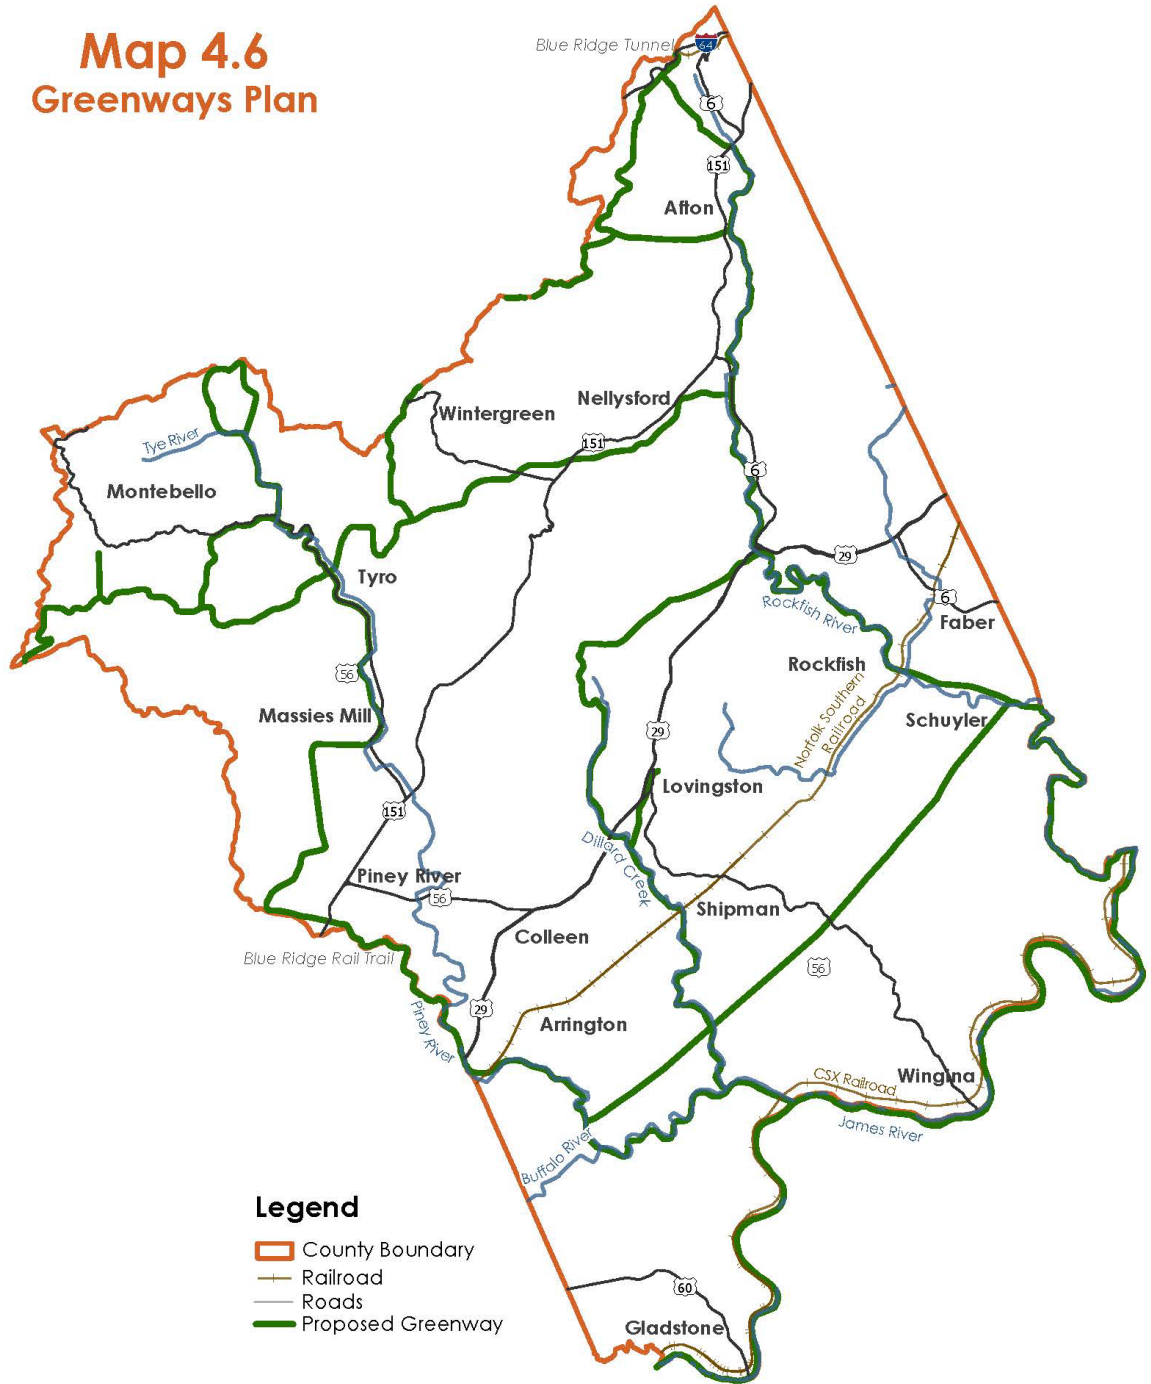 Map 4.6
Greenways Plan
Blue Ridge Tunnel
64
6
151
Afton
Nellysford
Wintergreen
151
Tye River
6
Montebello
29
Tyro
6
Rockfish River
Faber
Rockfish
56
Norfolk Southern
Railroad
Massies Mill
Schuyler
29
Lovingston
151
Dillard Creek
Piney River
56
Shipman
Colleen
Blue Ridge Rail Trail
56
29
Piney River
Arrington
Wingina
CSX Railroad
James River
Buffalo River
Legend
County Boundary
Railroad
Roads
Proposed Greenway
60
Gladstone